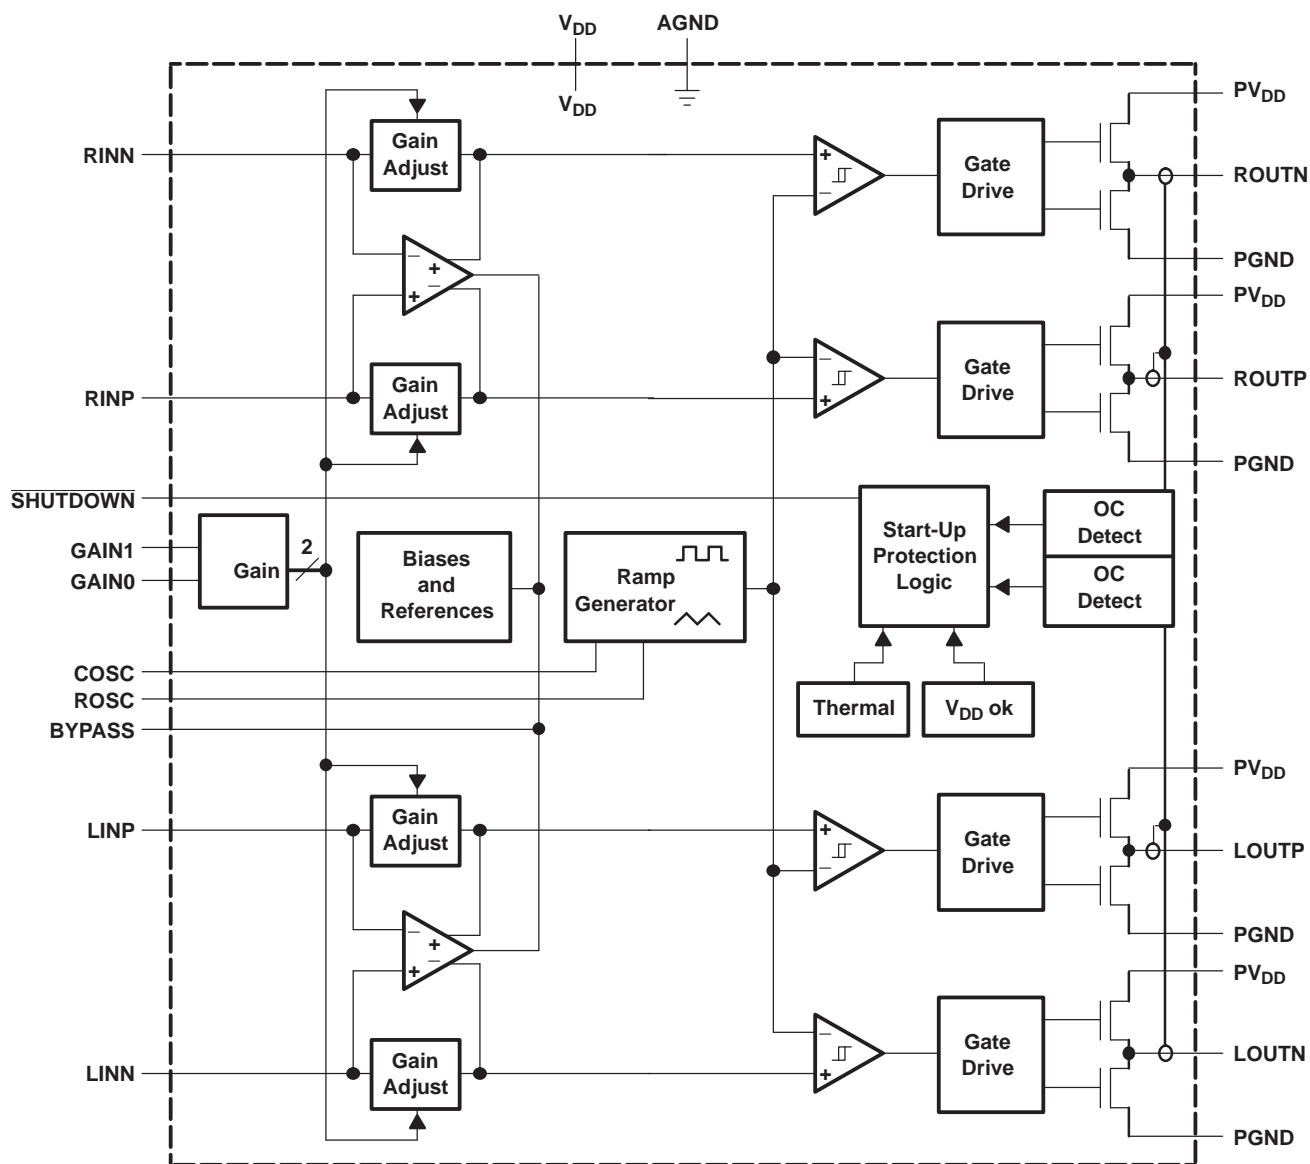 VDD AGND
VDD
PVDD
RINN
Gain
Adjust
+
−
Gate
Drive
ROUTN
PGND
− + − +
PVDD
RINP
Gain
Adjust
−
+
Gate
Drive
ROUTP
PGND
SHUTDOWN
GAIN1
GAIN0
Gain
2
Biases
and
References
Ramp
Generator
Start-Up
Protection
Logic
OC
Detect
OC
Detect
COSC
ROSC
BYPASS
Thermal
VDD ok
PVDD
LINP
Gain
Adjust
+
−
Gate
Drive
LOUTP
PGND
− + − +
PVDD
LINN
Gain
Adjust
−
+
Gate
Drive
LOUTN
PGND